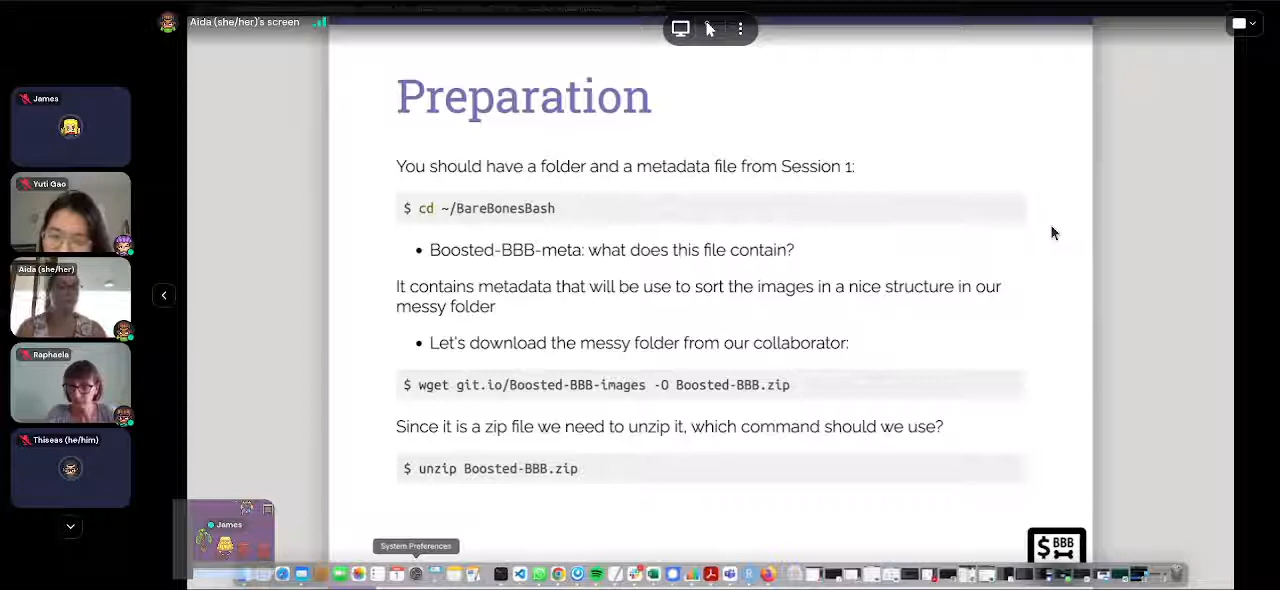 Aida (she/her)'s screen
James
Yuti Gao
Aida (she/her)
Raphaela
Thiseas (he/him)
James
Preparation
You should have a folder and a metadata file from Session 1:
$ cd ~/BareBonesBash
• Boosted-BBB-meta: what does this file contain?
It contains metadata that will be use to sort the images in a nice structure in our
messy folder
• Let's download the messy folder from our collaborator:
$ wget git.io/Boosted-BBB-images -O Boosted-BBB.zip
Since it is a zip file we need to unzip it, which command should we use?
$ unzip Boosted-BBB.zip
$ BBB
System Preferences